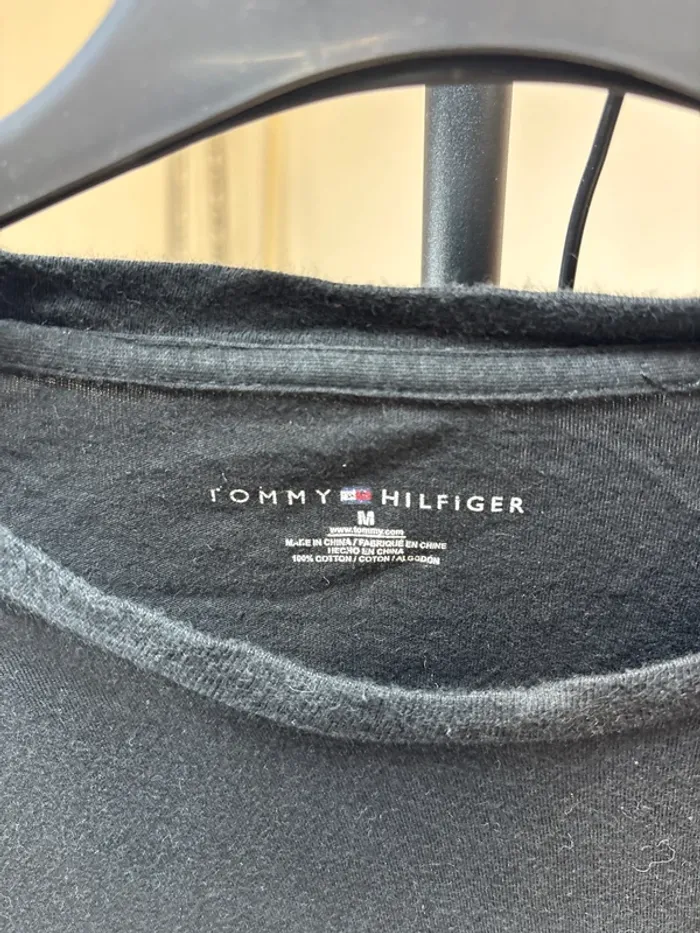 TOMMY HILFIGER
M
www.tommy.com
MADE IN CHINA / FABRIQUÉ EN CHINE
HECHO EN CHINA
100% COTTON / COTON / ALGODÓN